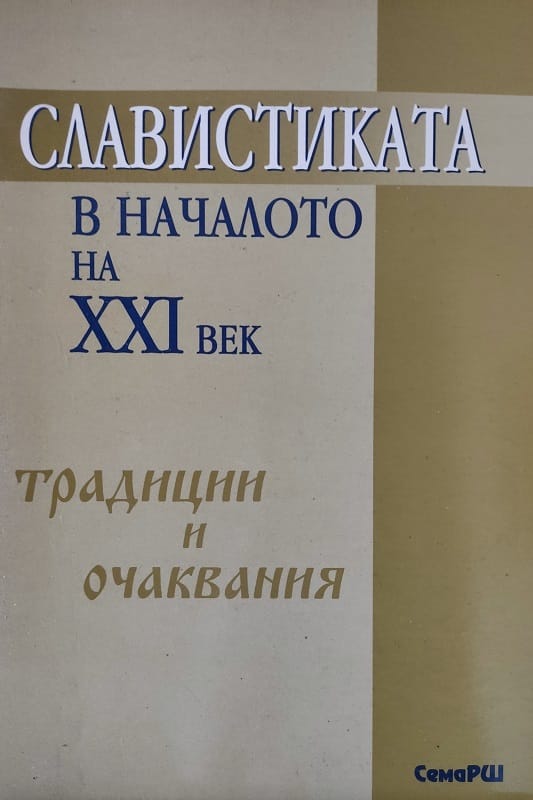 СЛАВИСТИКАТА
В НАЧАЛОТО
НА
XXI ВЕК
традиции
и
очаквания
СемаРШ